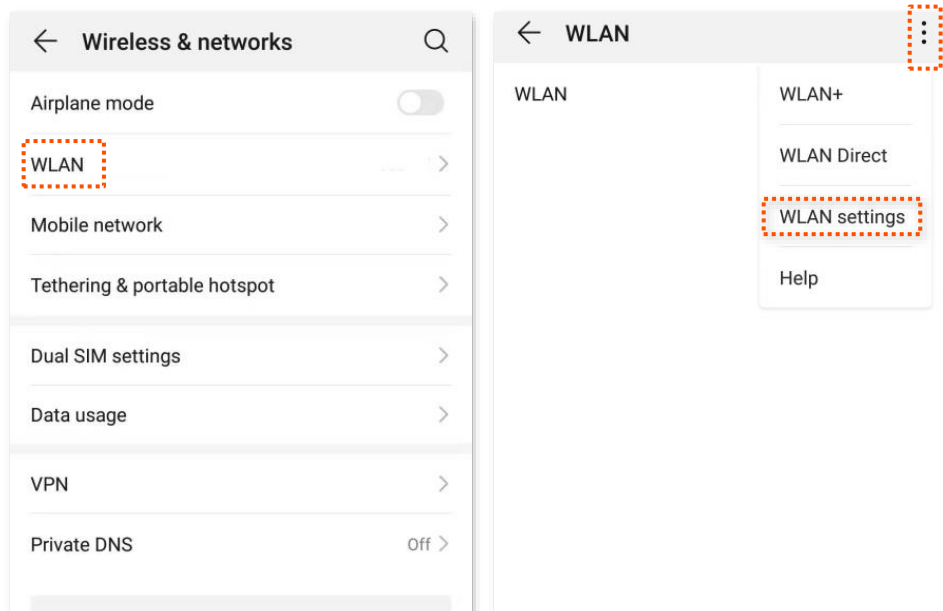 Wireless & networks
Airplane mode
WLAN
Mobile network
Tethering & portable hotspot
Dual SIM settings
Data usage
VPN
Private DNS
Off
WLAN
WLAN
WLAN+
WLAN Direct
WLAN settings
Help